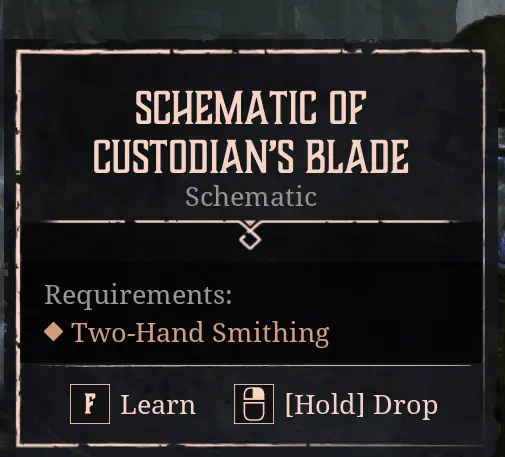 SCHEMATIC OF
CUSTODIAN'S BLADE
Schematic
Requirements:
Two-Hand Smithing
F Learn [Hold] Drop